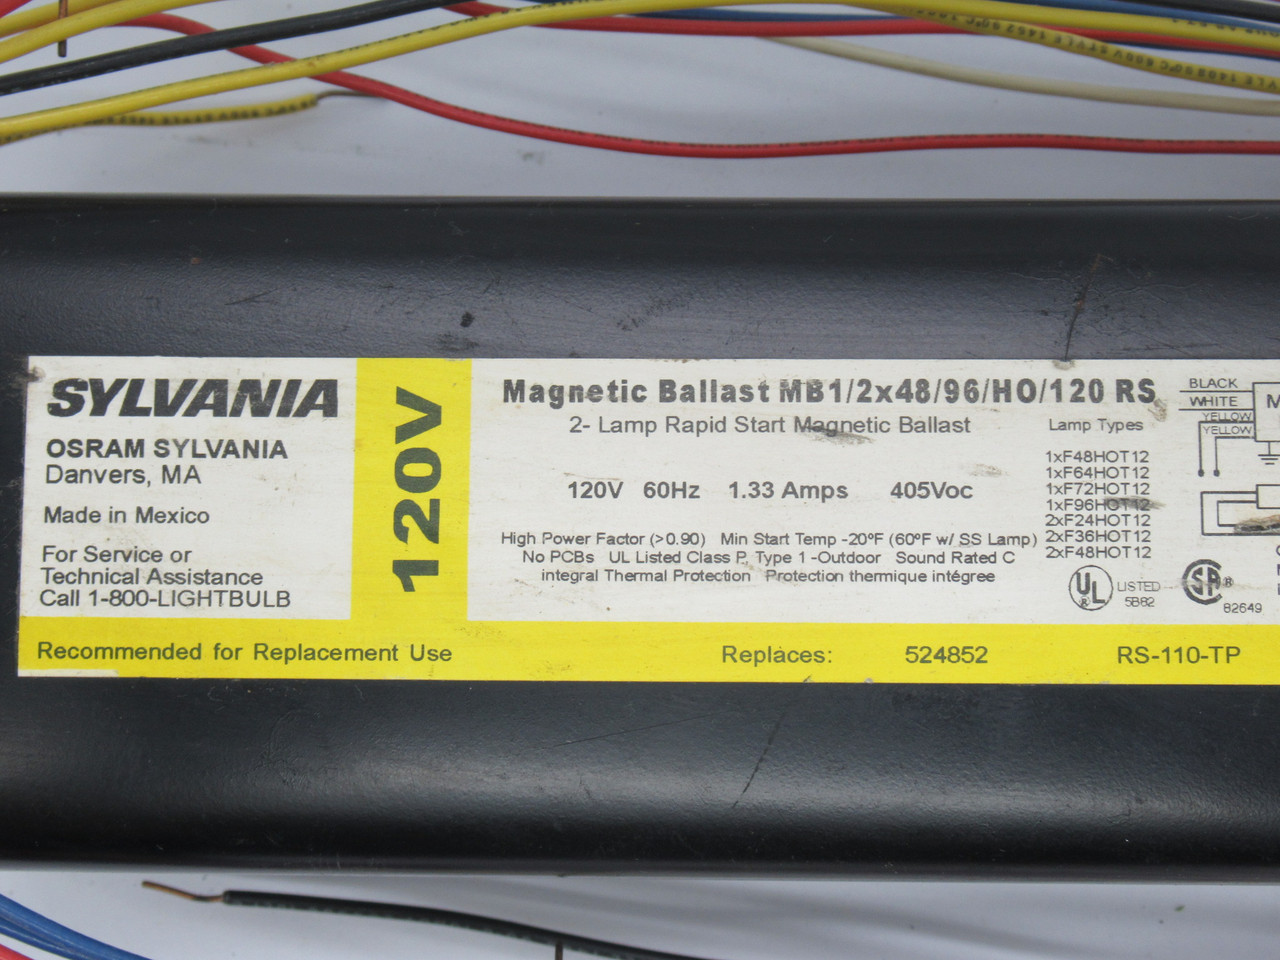 SYLVANIA
OSRAM SYLVANIA
Danvers, MA
Made in Mexico
For Service or
Technical Assistance
Call 1-800-LIGHTBULB
120V
Magnetic Ballast MB1/2x48/96/HO/120 RS
2- Lamp Rapid Start Magnetic Ballast
120V 60Hz 1.33 Amps 405Voc
High Power Factor (>0.90) Min Start Temp -20ºF (60ºF w/ SS Lamp)
No PCBs UL Listed Class P, Type 1 -Outdoor Sound Rated C
integral Thermal Protection Protection thermique intégree
Lamp Types
1xF48HOT12
1xF64HOT12
1xF72HOT12
1xF96HOT12
2xF24HOT12
2xF36HOT12
2xF48HOT12
UL LISTED
5B82
SA
82649
BLACK
WHITE
YELLOW
YELLOW
Recommended for Replacement Use
Replaces: 524852 RS-110-TP